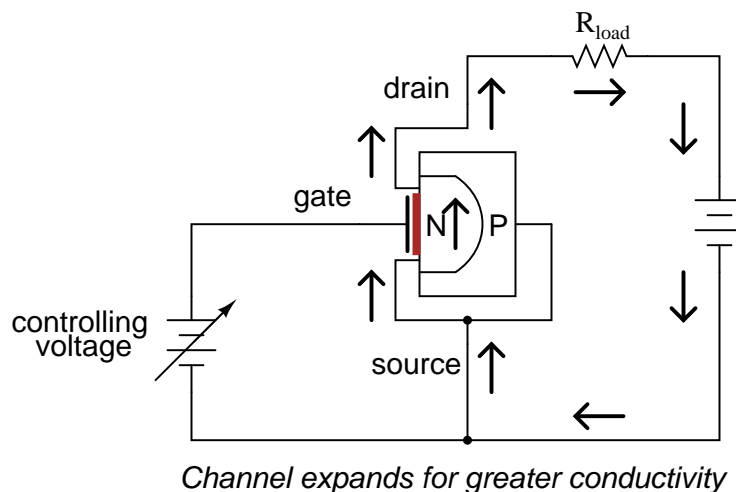 R_load
drain
gate
N P
controlling
voltage
source
Channel expands for greater conductivity